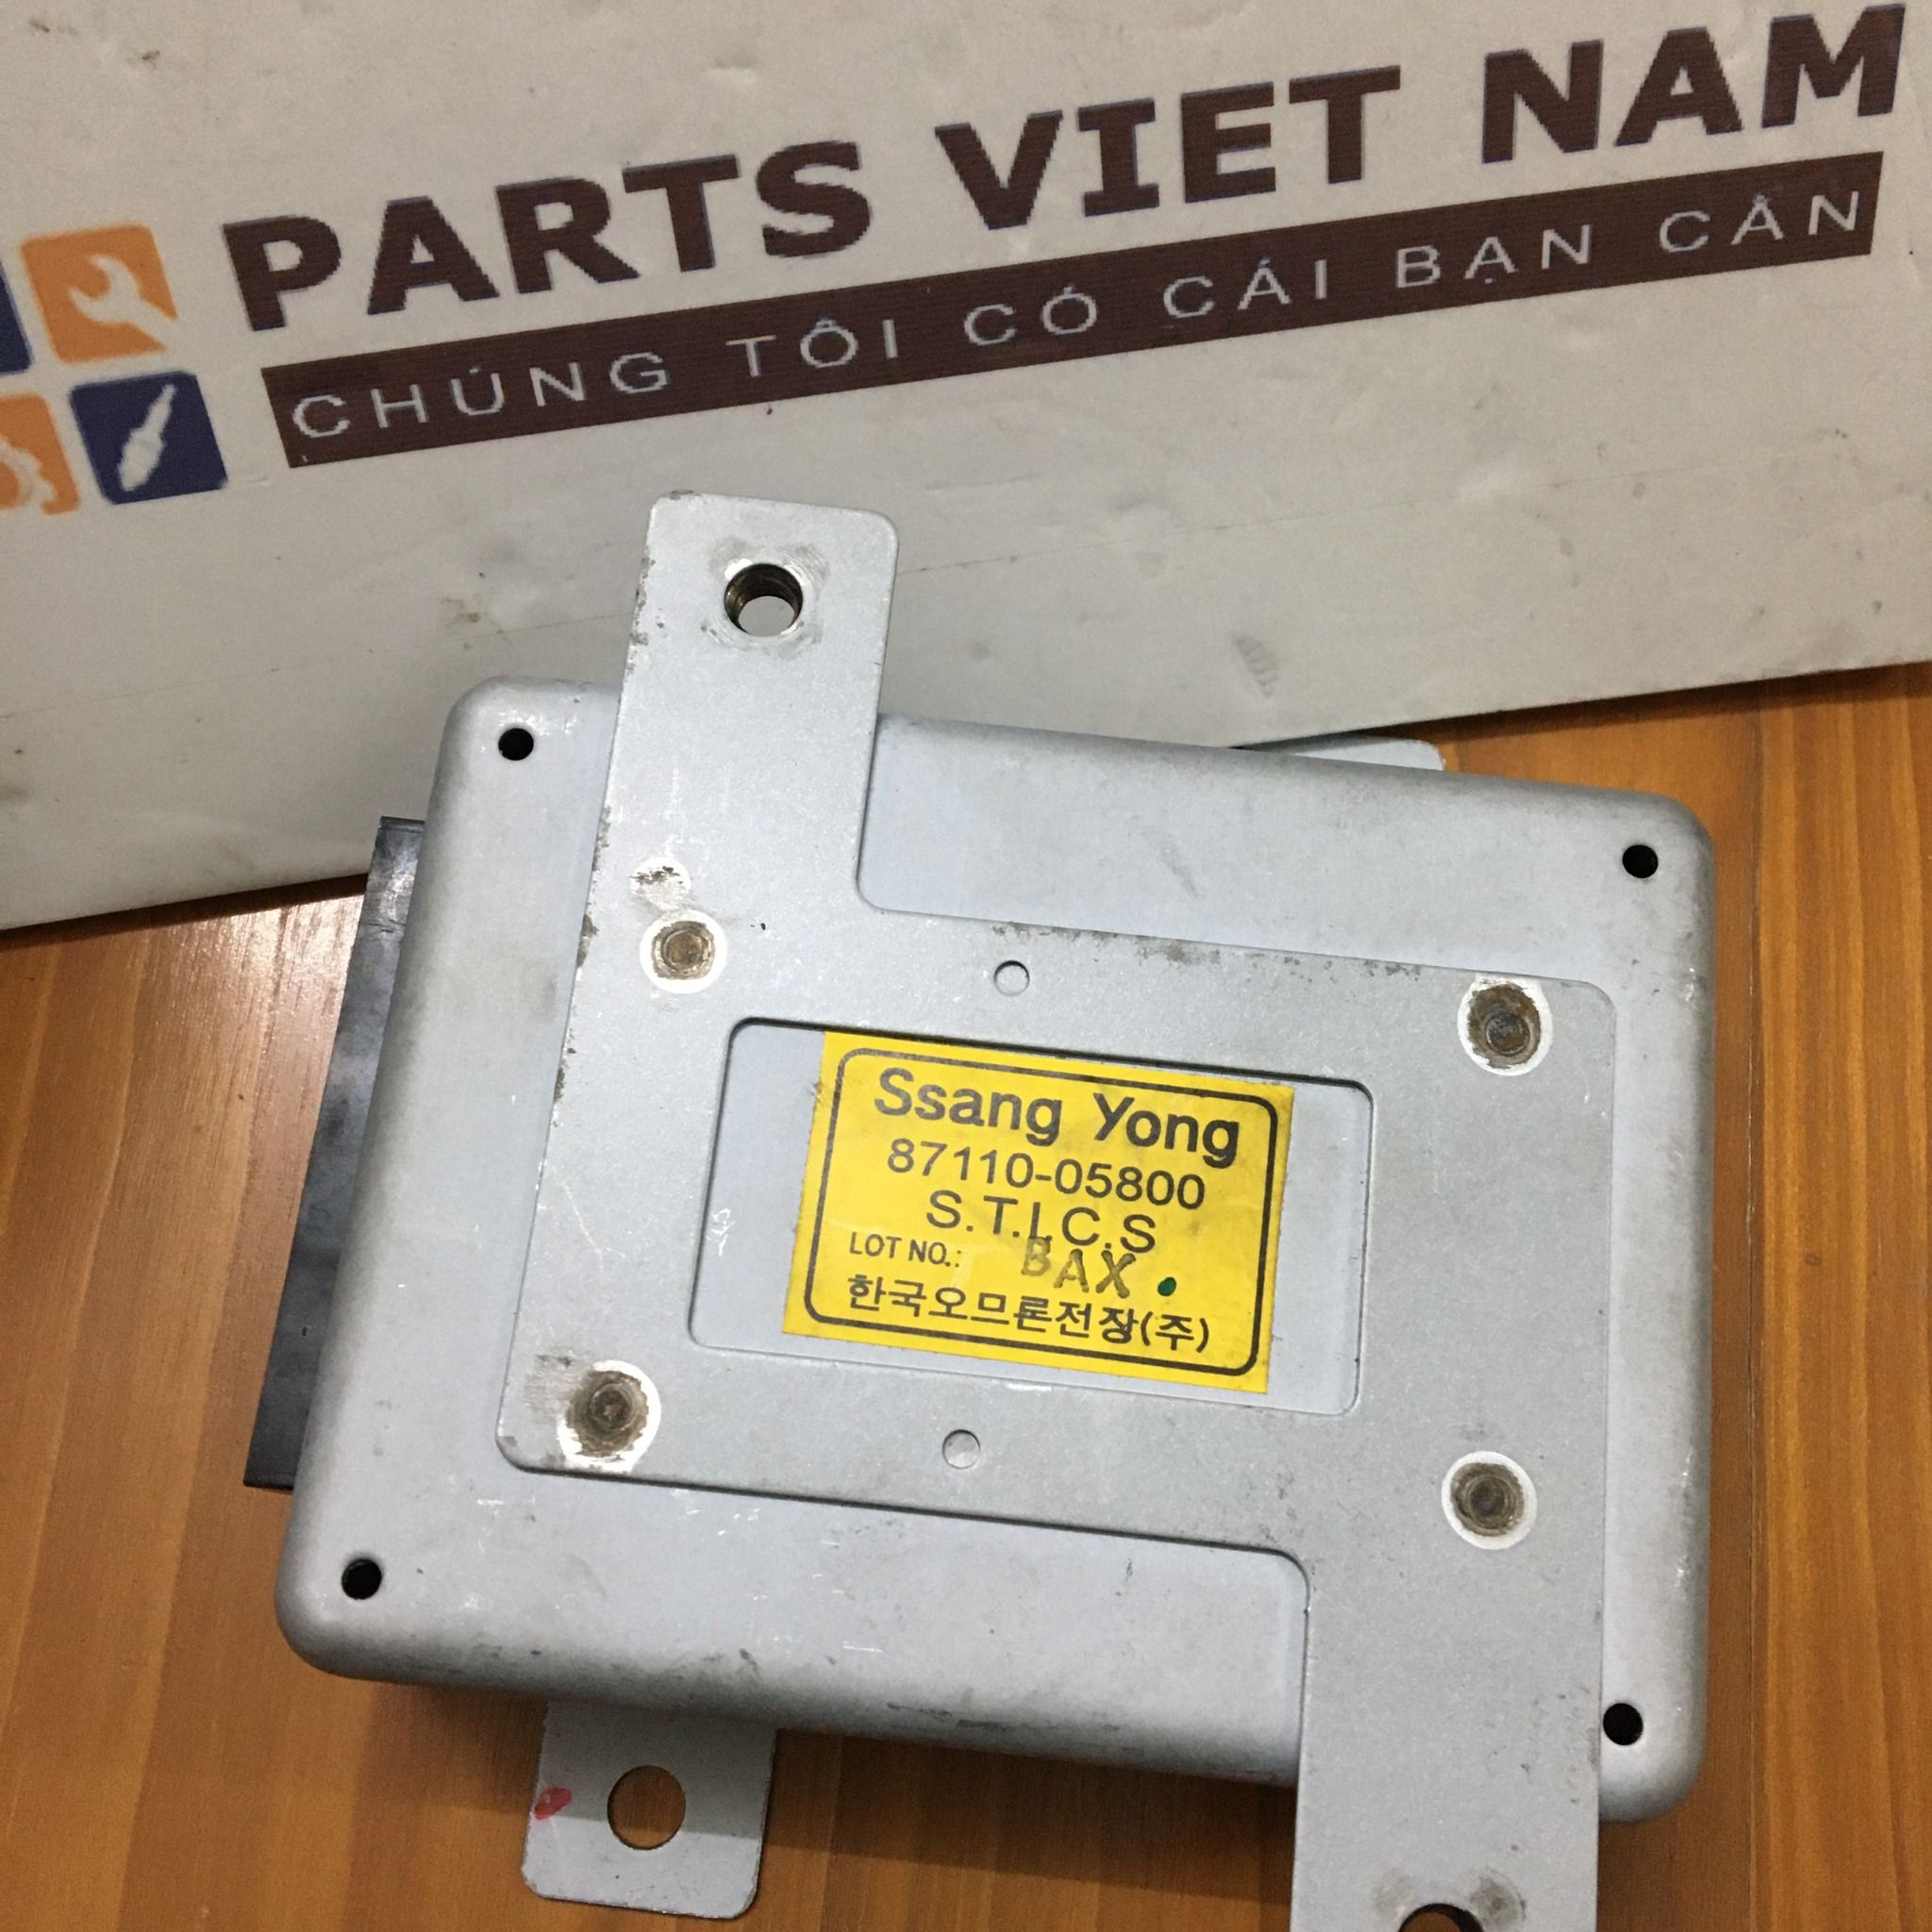 PARTS VIET NAM
CHÚNG TÔI CÓ CÁI BẠN CẦN
Ssang Yong
87110-05800
S.T.I.C.S
LOT NO.: BAX
한국오므론전장(주)